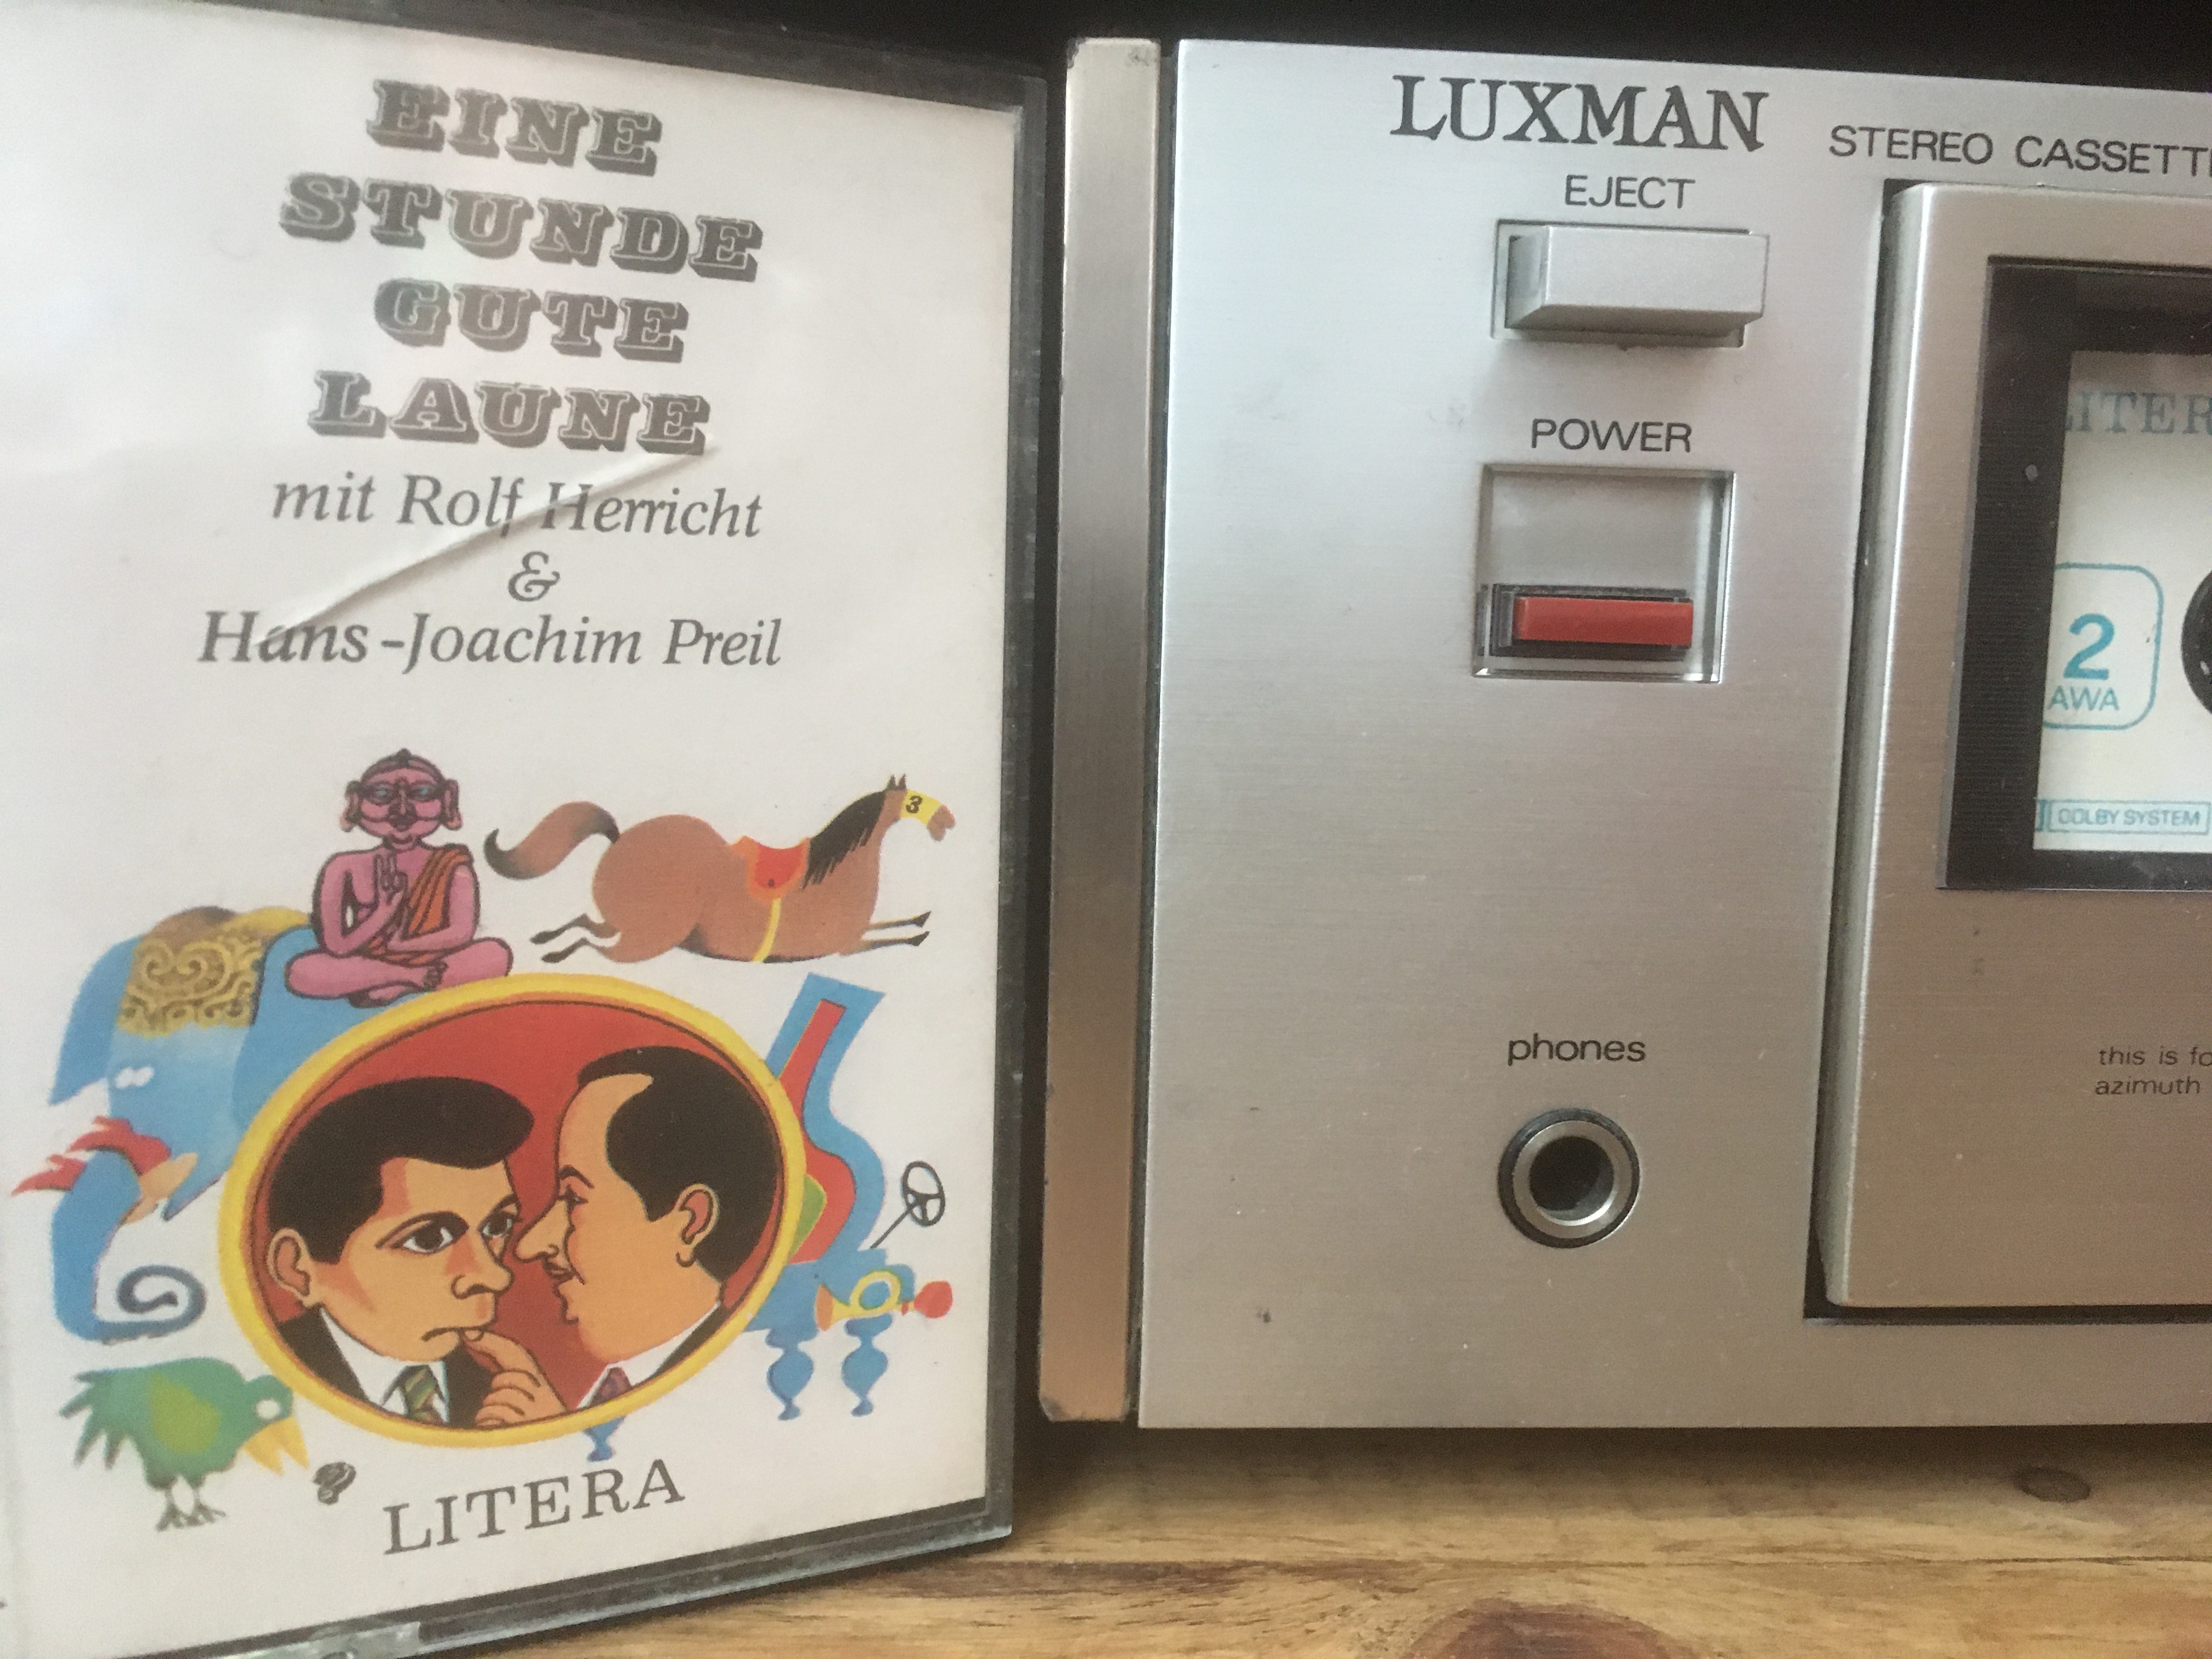 EINE
STUNDE
GUTE
LAUNE
mit Rolf Herricht
&
Hans-Joachim Preil
3
LITERA
LUXMAN STEREO CASSETT
EJECT
POWER
phones
LITER
2
AWA
DOLBY SYSTEM
this is fo
azimuth